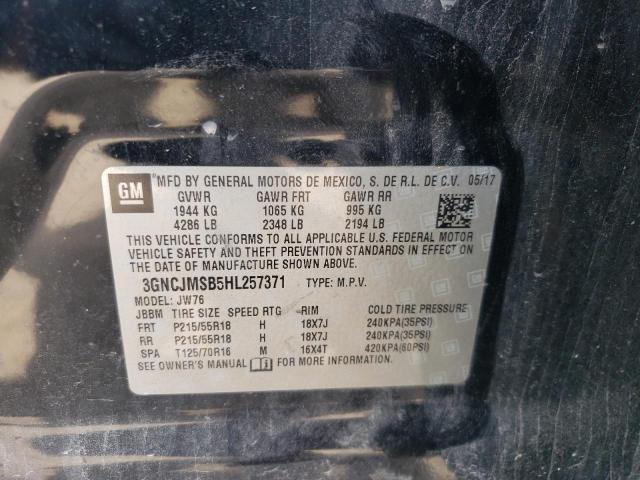 GM MFD BY GENERAL MOTORS DE MEXICO, S. DE R.L. DE C.V. 05/17
GVWR GAWR FRT GAWR RR
1944 KG 1065 KG 995 KG
4286 LB 2348 LB 2194 LB
THIS VEHICLE CONFORMS TO ALL APPLICABLE U.S. FEDERAL MOTOR
VEHICLE SAFETY AND THEFT PREVENTION STANDARDS IN EFFECT ON
THE DATE OF MANUFACTURE SHOWN ABOVE.
3GNCJMSB5HL257371 TYPE: M.P.V.
MODEL: JW76
JBBM TIRE SIZE SPEED RTG RIM COLD TIRE PRESSURE
FRT P215/55R18 H 18X7J 240KPA(35PSI)
RR P215/55R18 H 18X7J 240KPA(35PSI)
SPA T125/70R16 M 16X4T 420KPA(60PSI)
SEE OWNER'S MANUAL FOR MORE INFORMATION.